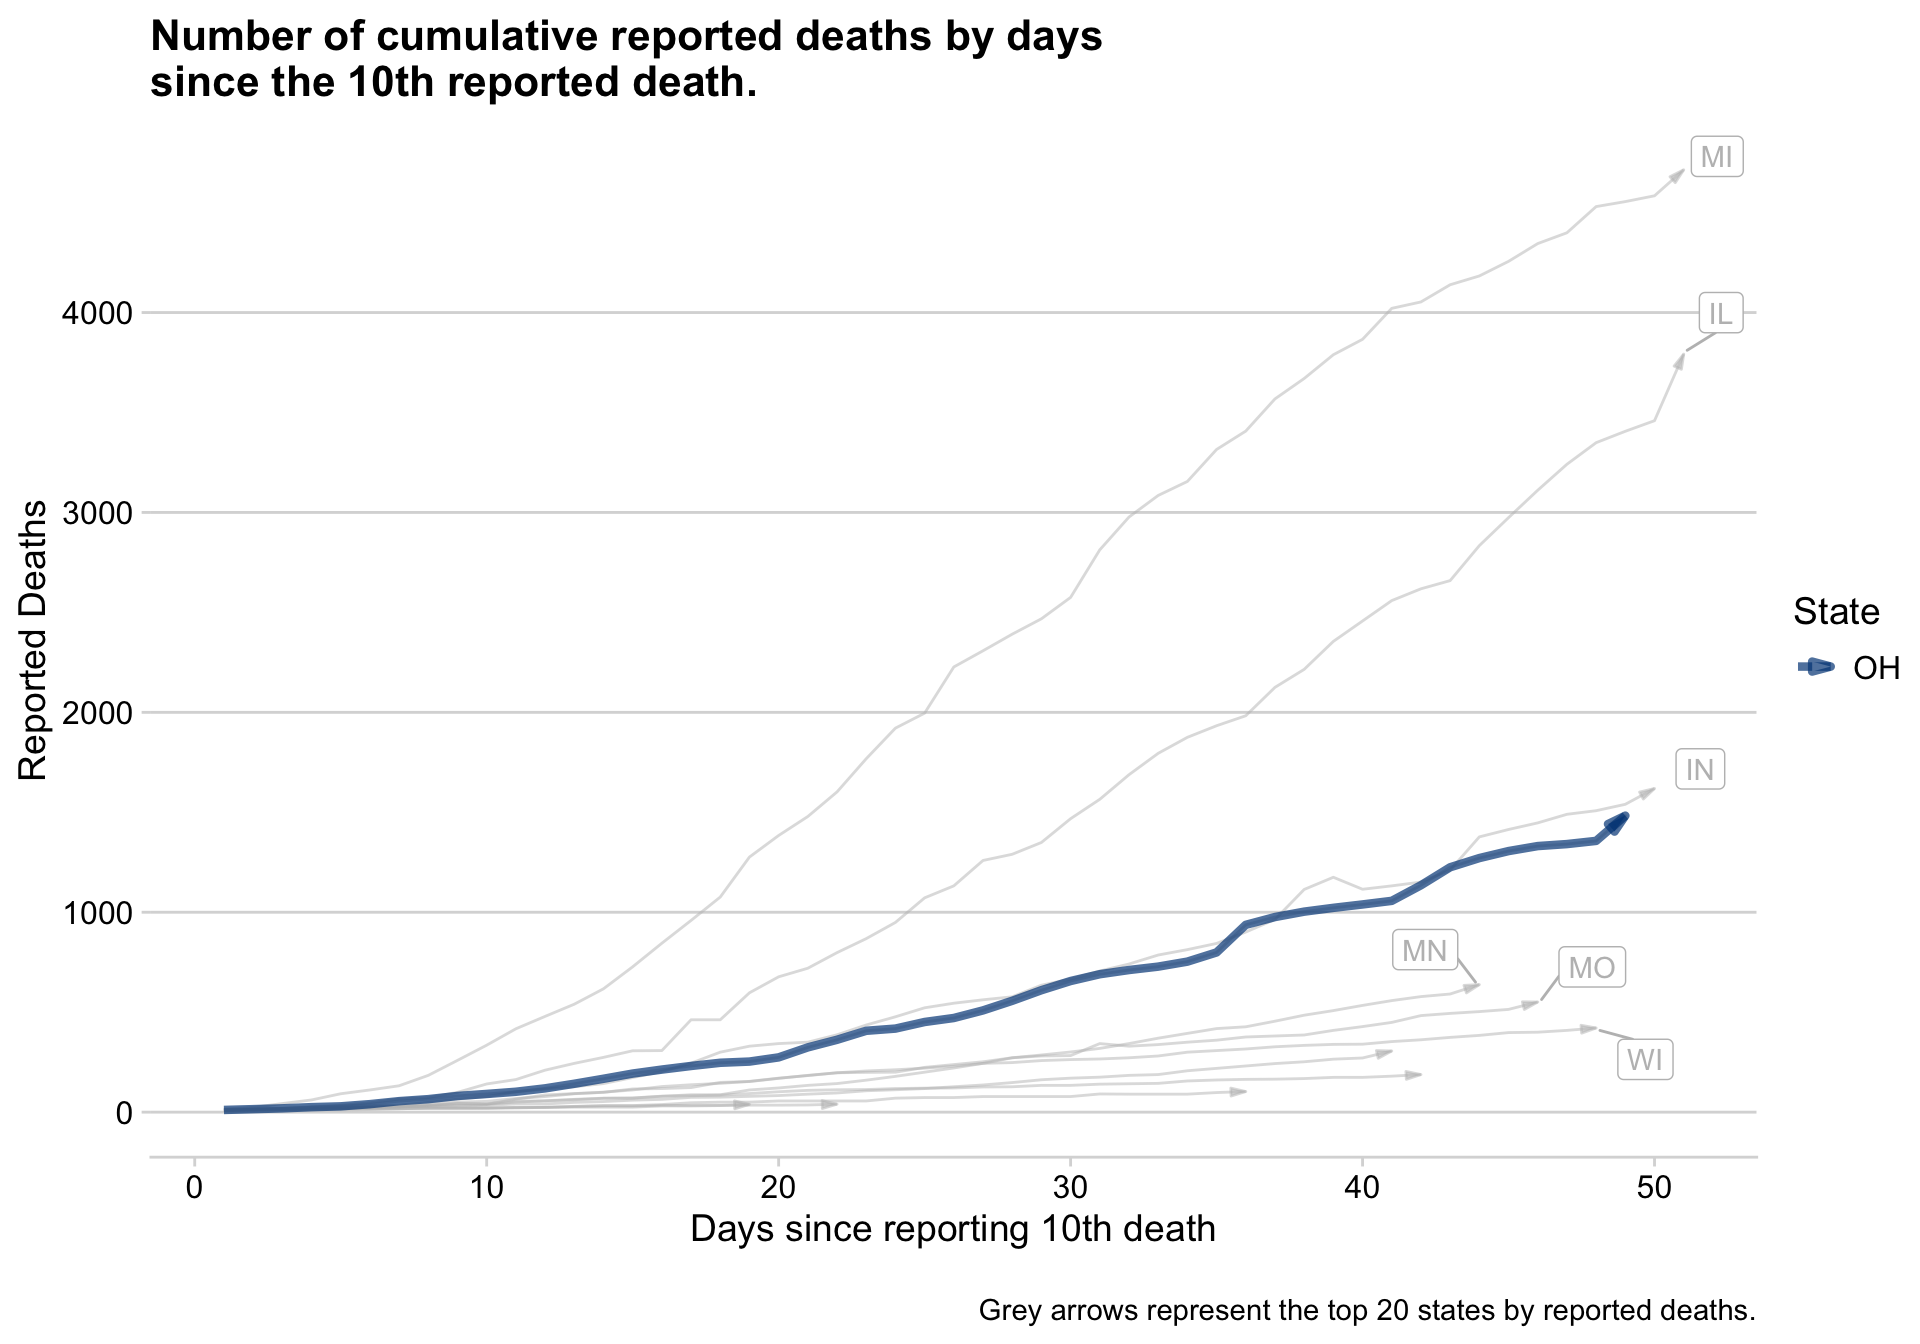 Number of cumulative reported deaths by days
since the 10th reported death.
MI
IL
IN
MN
MO
WI
4000
3000
2000
1000
0
Reported Deaths
0 10 20 30 40 50
Days since reporting 10th death
State
OH
Grey arrows represent the top 20 states by reported deaths.